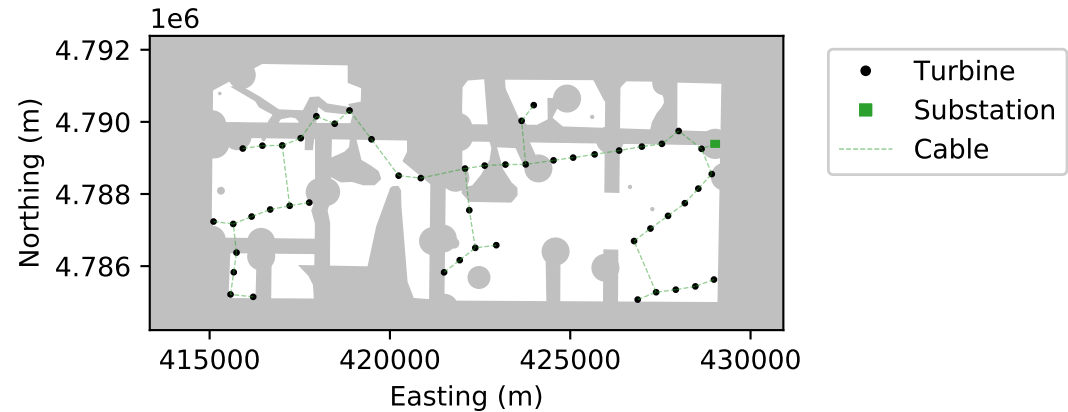 1e6
4.792
4.790
4.788
4.786
Northing (m)
415000 420000 425000 430000
Easting (m)
Turbine
Substation
Cable